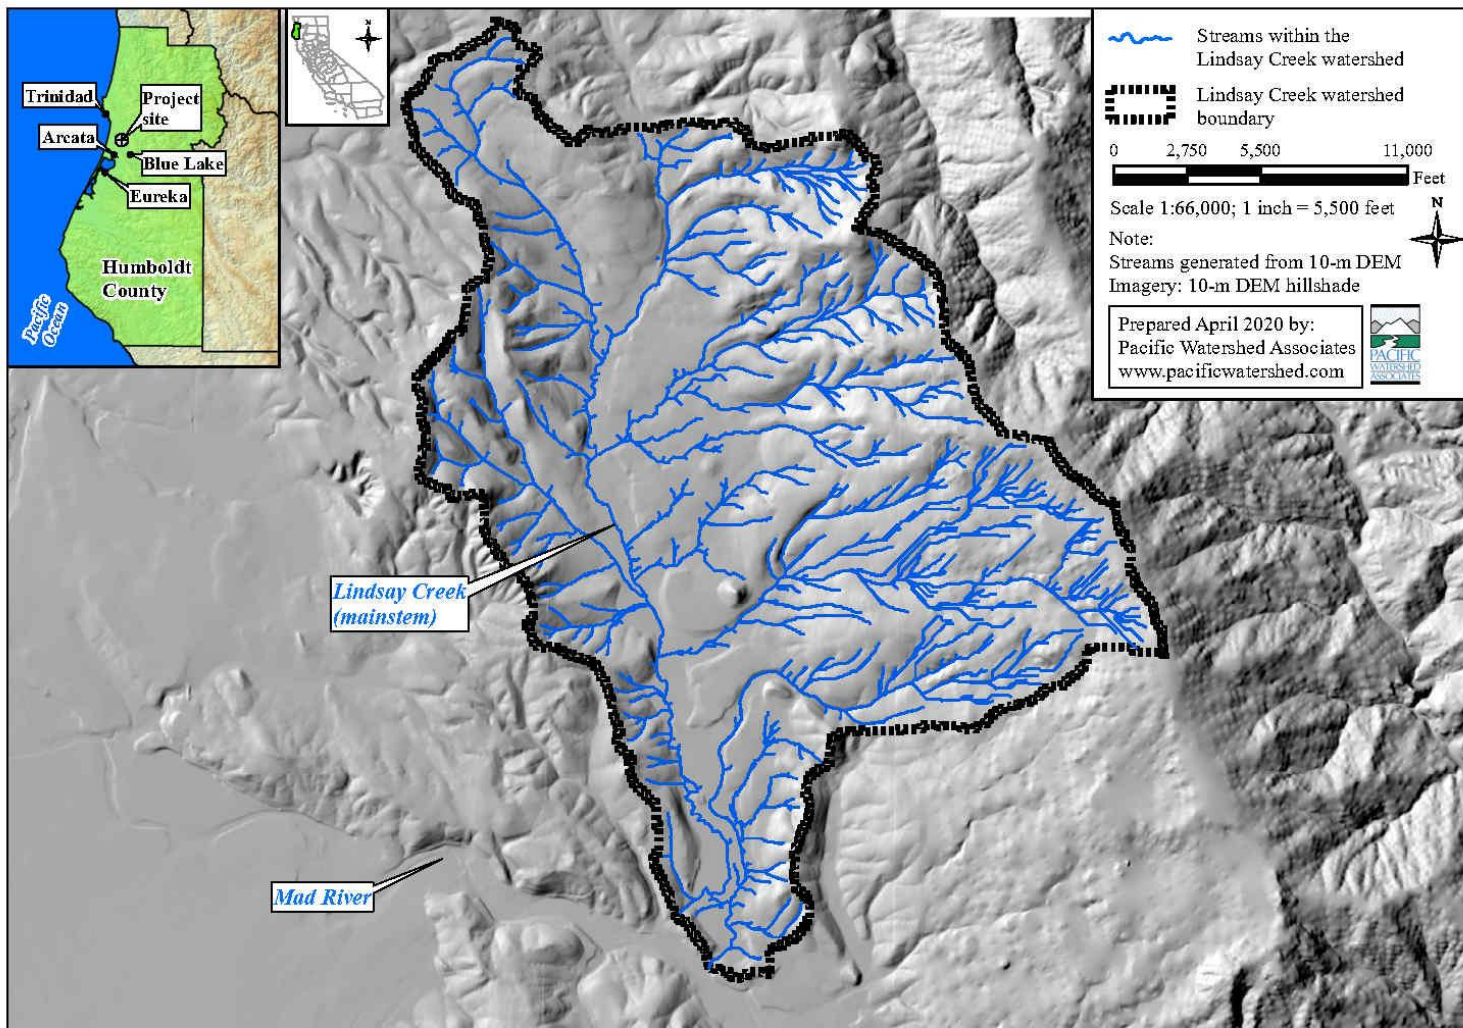 Trinidad
Project
site
Arcata
Blue Lake
Eureka
Humboldt
County
Pacific
Ocean
N
Streams within the
Lindsay Creek watershed
Lindsay Creek watershed
boundary
0 2,750 5,500 11,000
Feet
Scale 1:66,000; 1 inch = 5,500 feet
N
Note:
Streams generated from 10-m DEM
Imagery: 10-m DEM hillshade
Prepared April 2020 by:
Pacific Watershed Associates
www.pacificwatershed.com
PACIFIC
WATERSHED
ASSOCIATES
Lindsay Creek
(mainstem)
Mad River